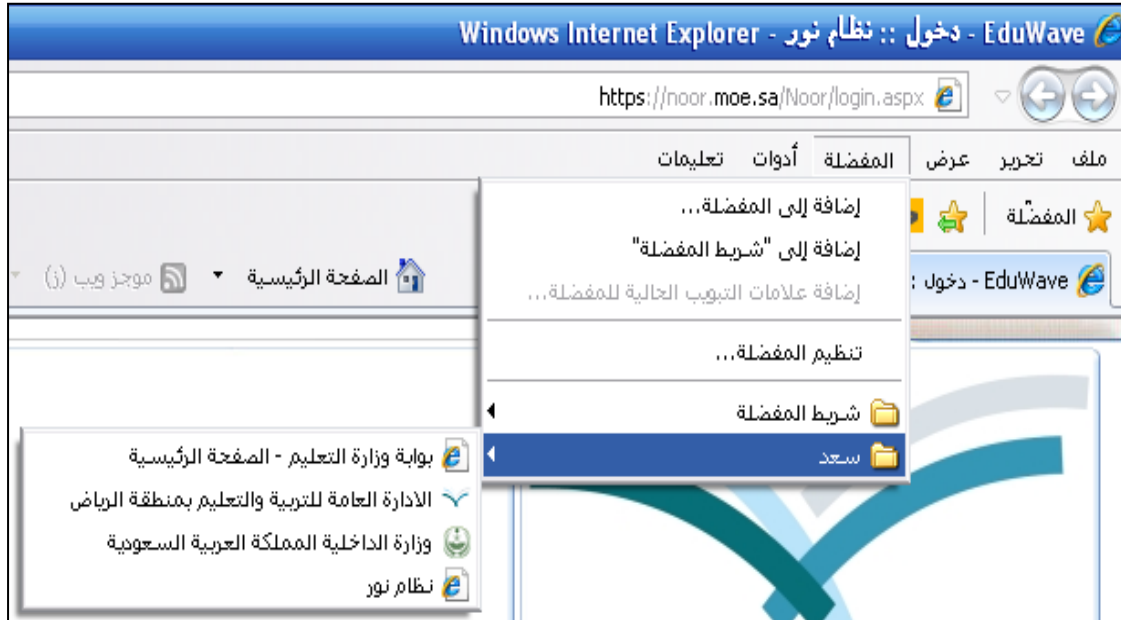 EduWave - دخول :: نظام نور - Windows Internet Explorer
https://noor.moe.sa/Noor/login.aspx
ملف تحرير عرض المفضلة أدوات تعليمات
المفضّلة
EduWave - دخول :
الصفحة الرئيسية
موجز ويب (ز)
إضافة إلى المفضلة...
إضافة إلى "شريط المفضلة"
إضافة علامات التبويب الحالية للمفضلة...
تنظيم المفضلة...
شريط المفضلة
سعد
بوابة وزارة التعليم - الصفحة الرئيسية
الادارة العامة للتربية والتعليم بمنطقة الرياض
وزارة الداخلية المملكة العربية السعودية
نظام نور